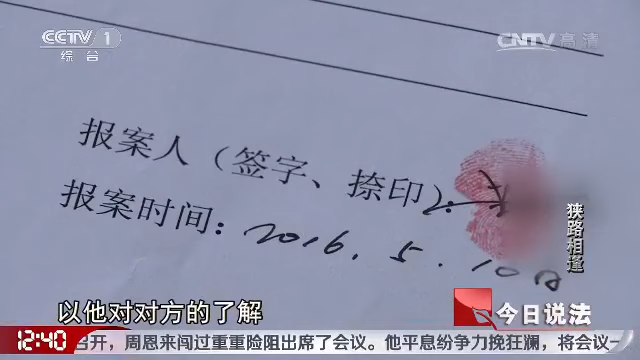 CCTV 1
综合
CNTV 高清
报案人（签字、捺印）：
报案时间：2016.5.10日
狭路相逢
以他对对方的了解
今日说法
12:40 召开，周恩来闯过重重险阻出席了会议。他平息纷争力挽狂澜，将会议一